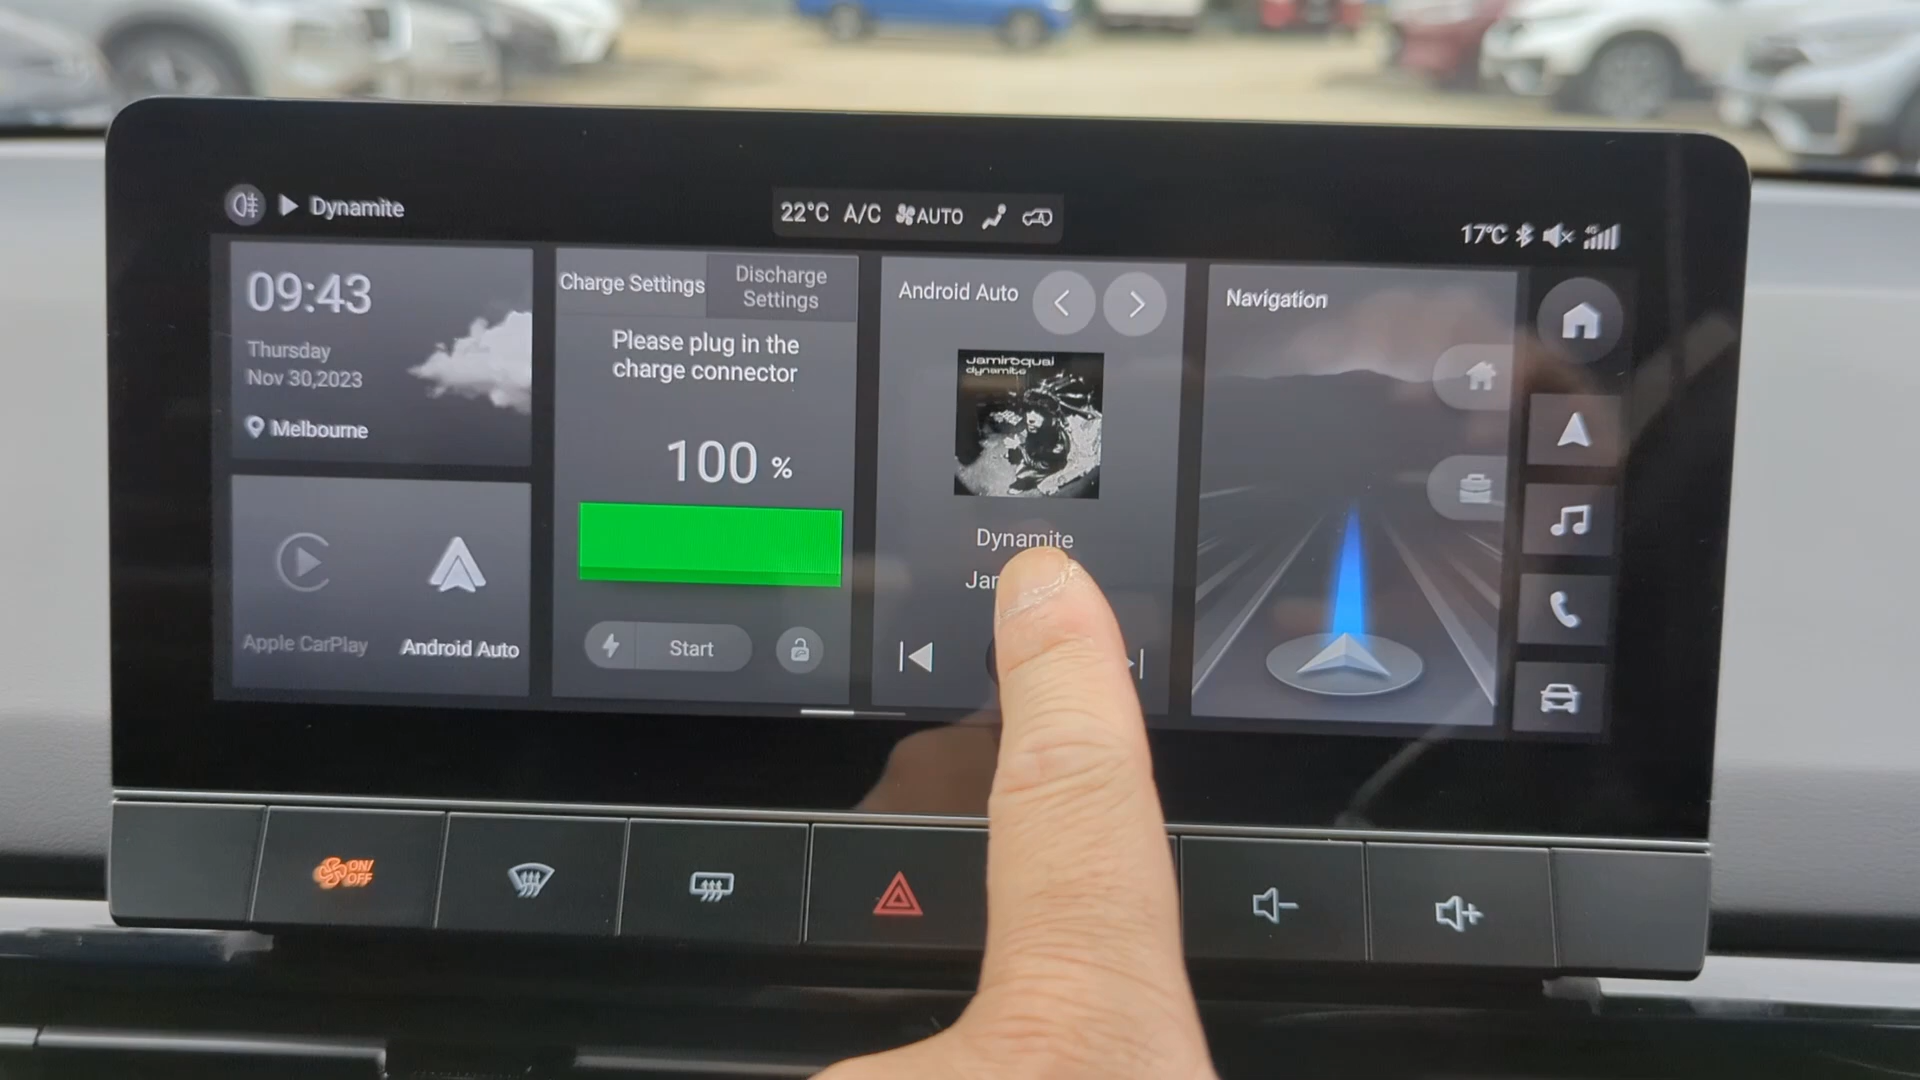 Dynamite
22°C A/C AUTO
17°C
4G
09:43
Thursday
Nov 30,2023
Melbourne
Apple CarPlay
Android Auto
Charge Settings
Discharge
Settings
Please plug in the
charge connector
100 %
Start
Android Auto
Jamiroquai
dynamite
Dynamite
Navigation
ON/
OFF